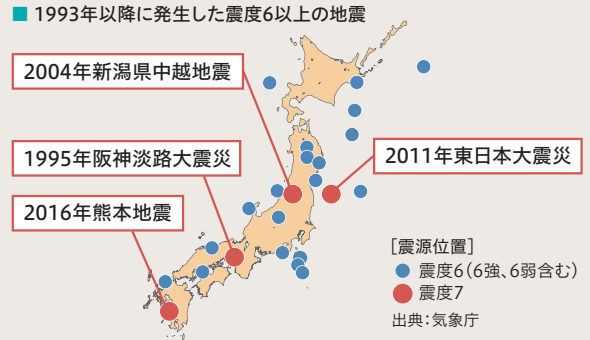 ■ 1993年以降に発生した震度6以上の地震
2004年新潟県中越地震
1995年阪神淡路大震災
2011年東日本大震災
2016年熊本地震
[震源位置]
震度6(6強、6弱含む)
震度7
出典:気象庁